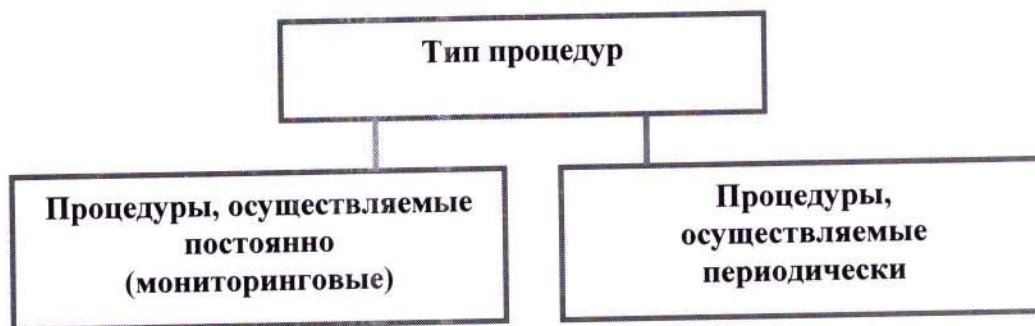 Тип процедур
Процедуры, осуществляемые
постоянно
(мониторинговые)
Процедуры,
осуществляемые
периодически